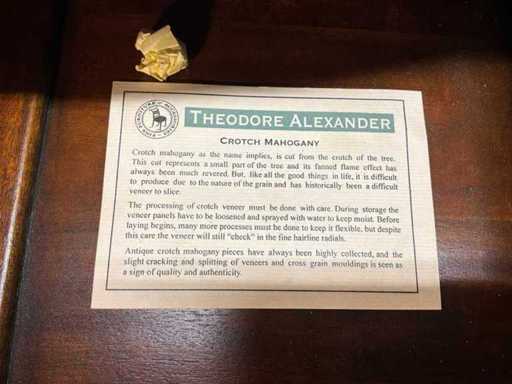 THEODORE ALEXANDER
CROTCH MAHOGANY
Crotch mahogany as the name implies, is cut from the crotch of the tree.
This cut represents a small part of the tree and its fanned flame effect has
always been much revered. But, like all the good things in life, it is difficult
to produce due to the nature of the grain and has historically been a difficult
veneer to slice.
The processing of crotch veneer must be done with care. During storage the
veneer panels have to be loosened and sprayed with water to keep moist. Before
laying begins, many more processes must be done to keep it flexible, but despite
this care the veneer will still "check" in the fine hairline radials.
Antique crotch mahogany pieces have always been highly collected, and the
slight cracking and splitting of veneers and cross grain mouldings is seen as
a sign of quality and authenticity.